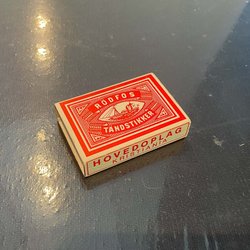 RØDFOS
TÆNDSTIKKER
HOVEDOPLAG
KRISTIANIA